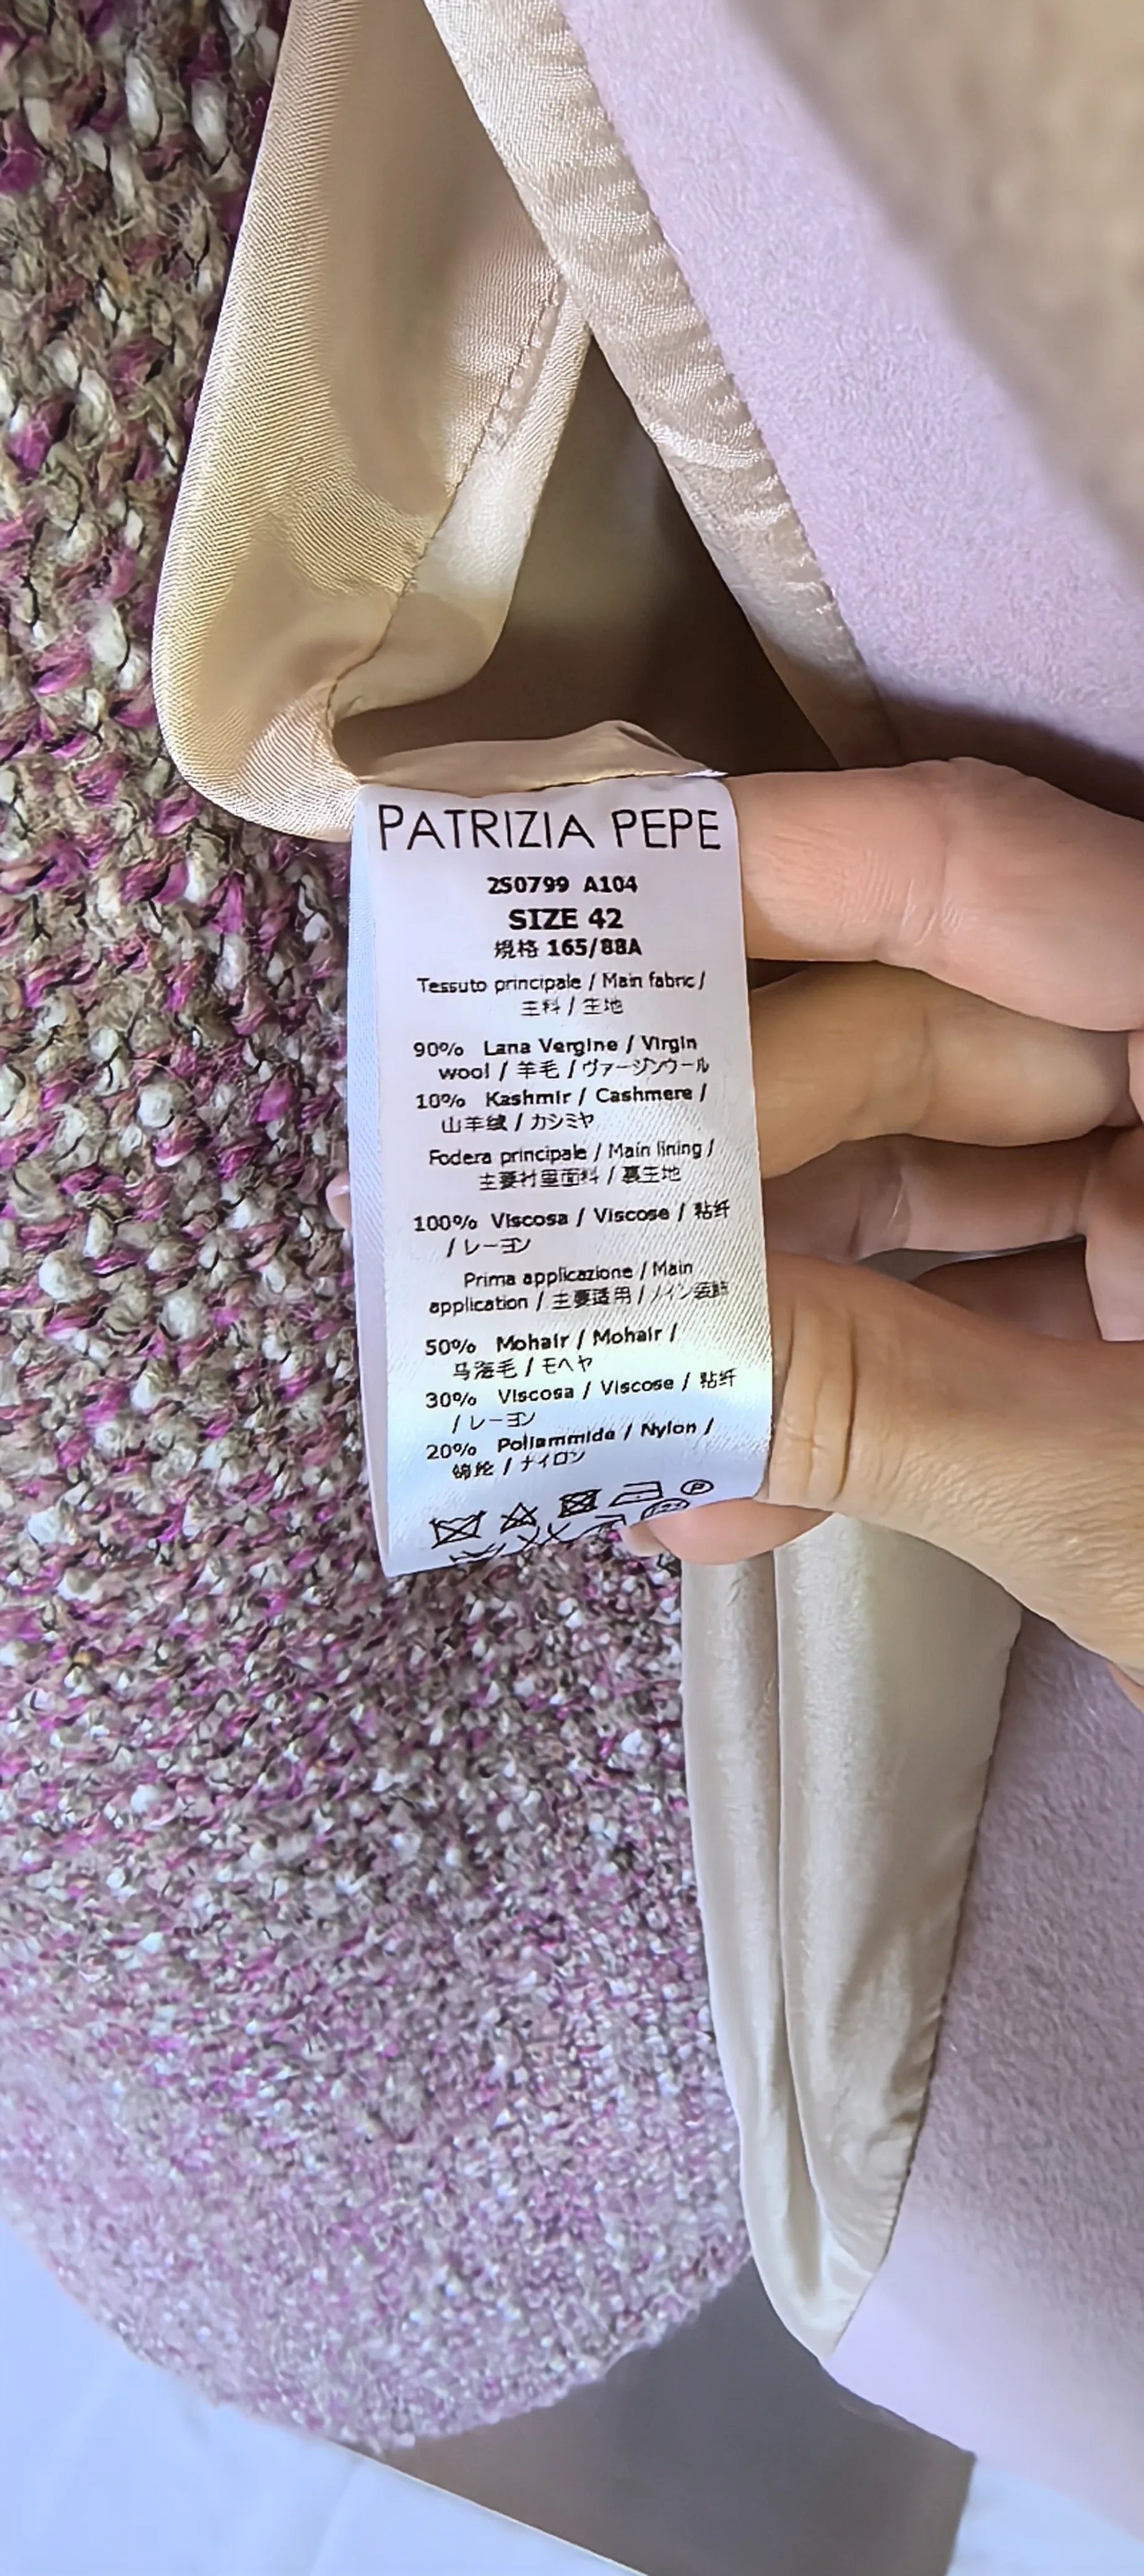 PATRIZIA PEPE
2S0799 A104
SIZE 42
规格 165/88A
Tessuto principale / Main fabric /
主料 / 生地
90% Lana Vergine / Virgin
wool / 羊毛 / ヴァージンウール
10% Kashmir / Cashmere /
山羊绒 / カシミヤ
Fodera principale / Main lining /
主要衬里面料 / 裏生地
100% Viscosa / Viscose / 粘纤
/ レーヨン
Prima applicazione / Main
application / 主要适用 / メイン装飾
50% Mohair / Mohair /
马海毛 / モヘヤ
30% Viscosa / Viscose / 粘纤
/ レーヨン
20% Poliammide / Nylon /
锦纶 / ナイロン
P